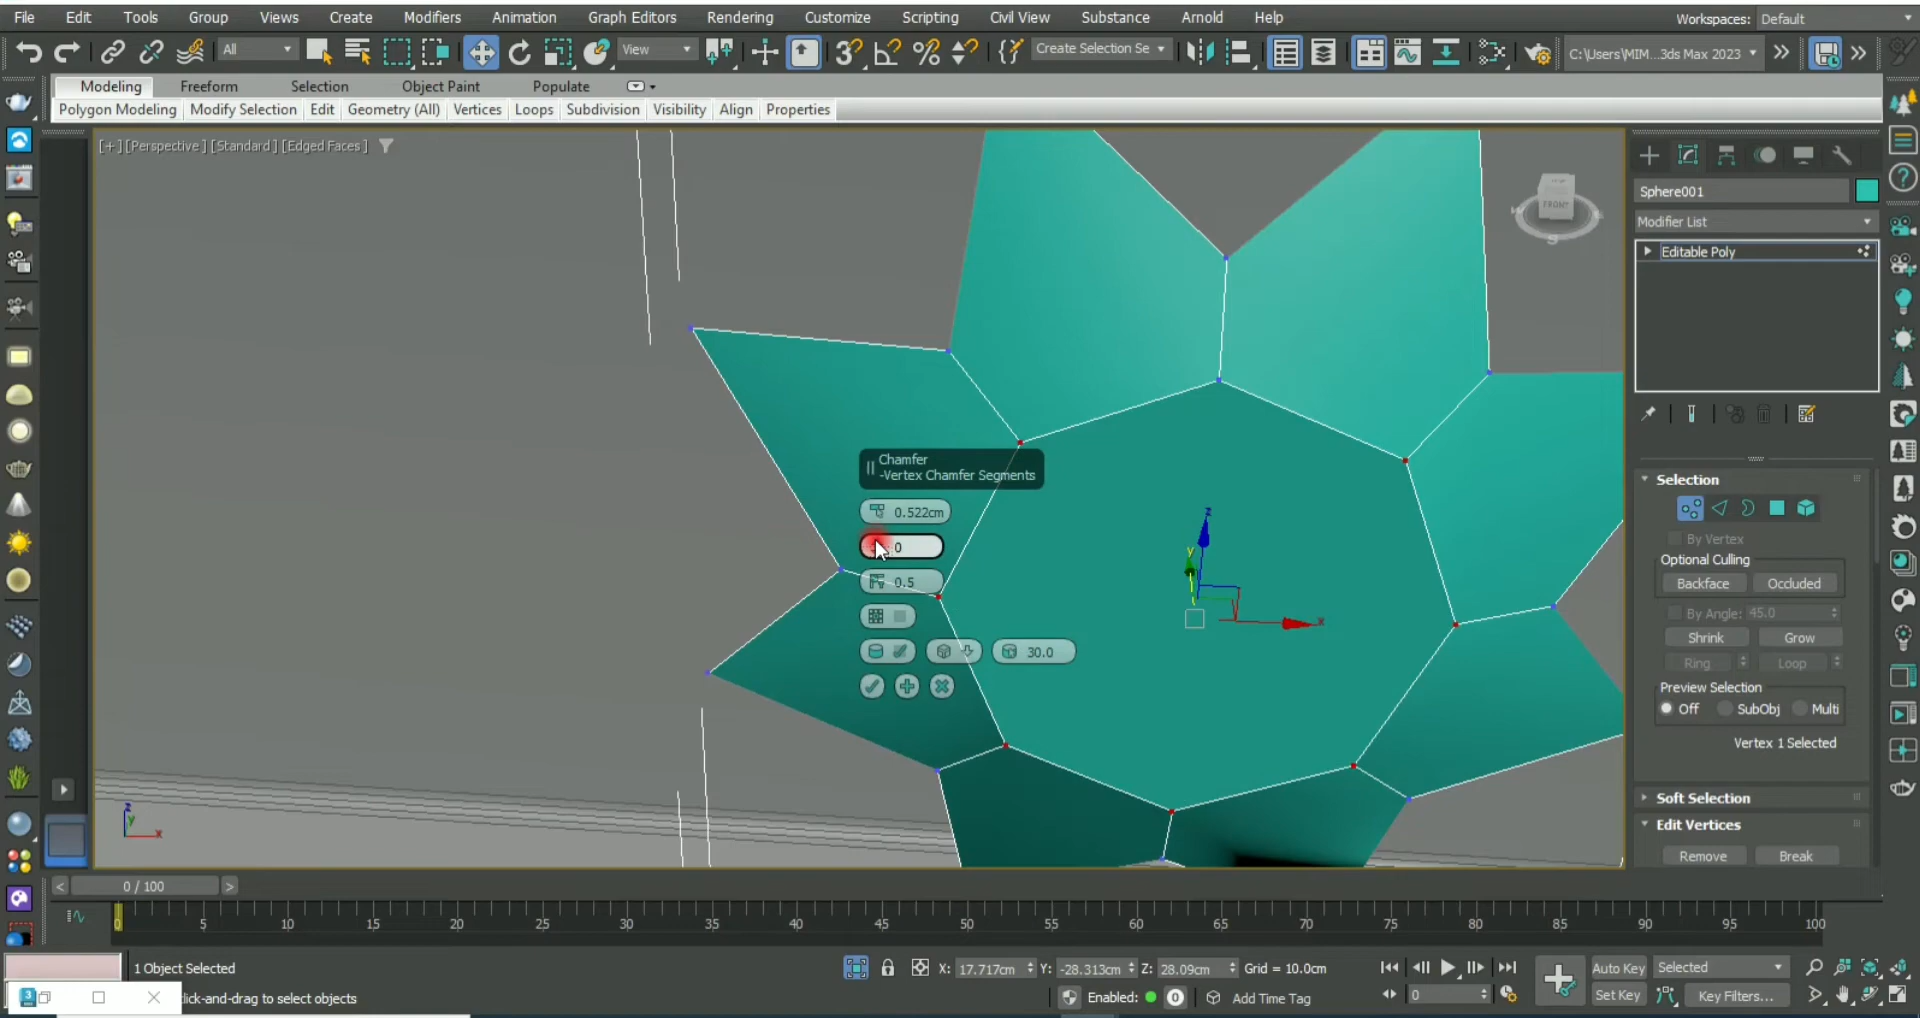 File Edit Tools Group Views Create Modifiers Animation Graph Editors Rendering Customize Scripting Civil View Substance Arnold Help Workspaces: Default
All View Create Selection Se C:\Users\MIM...3ds Max 2023
Modeling Freeform Selection Object Paint Populate
Polygon Modeling Modify Selection Edit Geometry (All) Vertices Loops Subdivision Visibility Align Properties
[+] [Perspective] [Standard] [Edged Faces]
FRONT
S
Sphere001
Modifier List
Editable Poly
Chamfer
-Vertex Chamfer Segments
0.522cm
0
0.5
30.0
z
y
x
z
y
x
Selection
By Vertex
Optional Culling
Backface Occluded
By Angle: 45.0
Shrink Grow
Ring Loop
Preview Selection
Off SubObj Multi
Vertex 1 Selected
Soft Selection
Edit Vertices
Remove Break
< 0 / 100 >
0 5 10 15 20 25 30 35 40 45 50 55 60 65 70 75 80 85 90 95 100
1 Object Selected X: 17.717cm Y: -28.313cm Z: 28.09cm Grid = 10.0cm Auto Key Selected
3 lick-and-drag to select objects Enabled: 0 Add Time Tag 0 Set Key Key Filters...